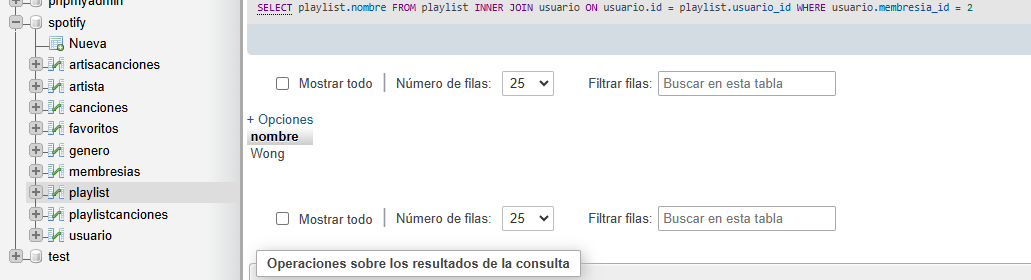 phpmyadmin
spotify
Nueva
artisacanciones
artista
canciones
favoritos
genero
membresias
playlist
playlistcanciones
usuario
test
SELECT playlist.nombre FROM playlist INNER JOIN usuario ON usuario.id = playlist.usuario_id WHERE usuario.membresia_id = 2
Mostrar todo Número de filas: 25 Filtrar filas: Buscar en esta tabla
+ Opciones
nombre
Wong
Mostrar todo Número de filas: 25 Filtrar filas: Buscar en esta tabla
Operaciones sobre los resultados de la consulta